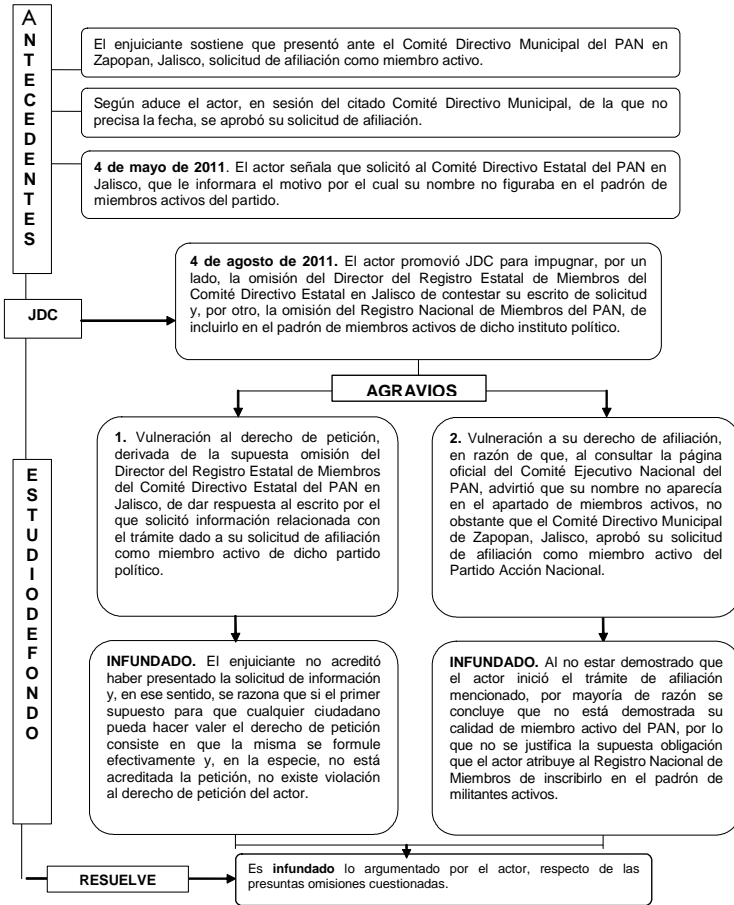 ANTECEDENTES
El enjuiciante sostiene que presentó ante el Comité Directivo Municipal del PAN en
Zapopan, Jalisco, solicitud de afiliación como miembro activo.
Según aduce el actor, en sesión del citado Comité Directivo Municipal, de la que no
precisa la fecha, se aprobó su solicitud de afiliación.
4 de mayo de 2011. El actor señala que solicitó al Comité Directivo Estatal del PAN en
Jalisco, que le informara el motivo por el cual su nombre no figuraba en el padrón de
miembros activos del partido.
JDC
4 de agosto de 2011. El actor promovió JDC para impugnar, por un
lado, la omisión del Director del Registro Estatal de Miembros del
Comité Directivo Estatal en Jalisco de contestar su escrito de solicitud
y, por otro, la omisión del Registro Nacional de Miembros del PAN, de
incluirlo en el padrón de miembros activos de dicho instituto político.
AGRAVIOS
ESTUDIODEFONDO
1. Vulneración al derecho de petición,
derivada de la supuesta omisión del
Director del Registro Estatal de Miembros
del Comité Directivo Estatal del PAN en
Jalisco, de dar respuesta al escrito por el
que solicitó información relacionada con
el trámite dado a su solicitud de afiliación
como miembro activo de dicho partido
político.
2. Vulneración a su derecho de afiliación,
en razón de que, al consultar la página
oficial del Comité Ejecutivo Nacional del
PAN, advirtió que su nombre no aparecía
en el apartado de miembros activos, no
obstante que el Comité Directivo Municipal
de Zapopan, Jalisco, aprobó su solicitud
de afiliación como miembro activo del
Partido Acción Nacional.
INFUNDADO. El enjuiciante no acreditó
haber presentado la solicitud de información
y, en ese sentido, se razona que si el primer
supuesto para que cualquier ciudadano
pueda hacer valer el derecho de petición
consiste en que la misma se formule
efectivamente y, en la especie, no está
acreditada la petición, no existe violación
al derecho de petición del actor.
INFUNDADO. Al no estar demostrado que
el actor inició el trámite de afiliación
mencionado, por mayoría de razón se
concluye que no está demostrada su
calidad de miembro activo del PAN, por lo
que no se justifica la supuesta obligación
que el actor atribuye al Registro Nacional de
Miembros de inscribirlo en el padrón de
militantes activos.
RESUELVE
Es infundado lo argumentado por el actor, respecto de las
presuntas omisiones cuestionadas.